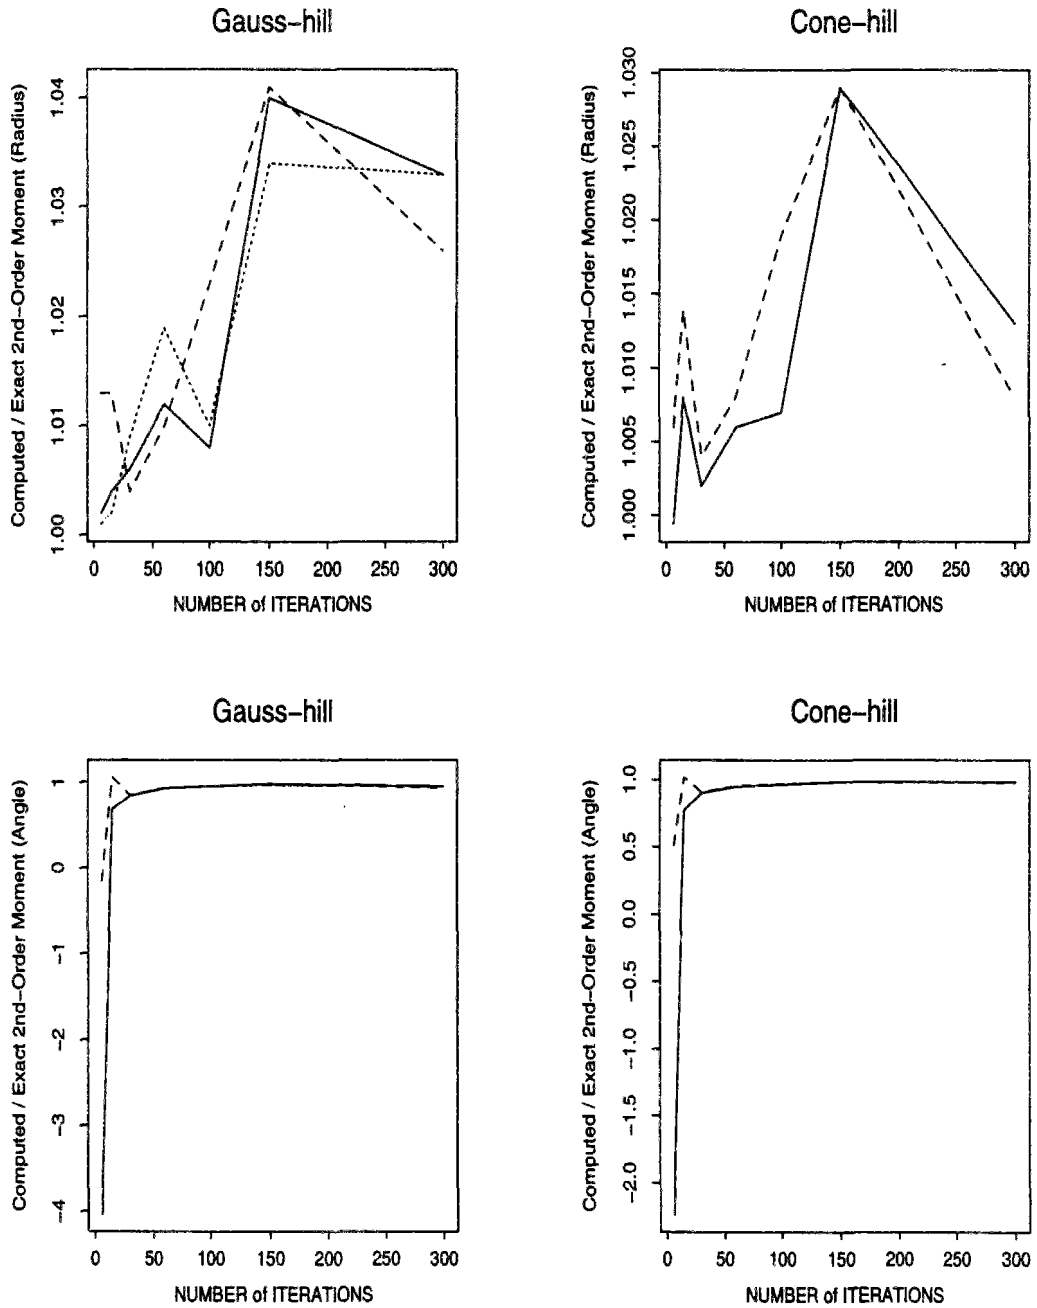 Gauss-hill
Computed / Exact 2nd-Order Moment (Radius)
1.04
1.03
1.02
1.01
1.00
0 50 100 150 200 250 300
NUMBER of ITERATIONS
Cone-hill
Computed / Exact 2nd-Order Moment (Radius)
1.030
1.025
1.020
1.015
1.010
1.005
1.000
0 50 100 150 200 250 300
NUMBER of ITERATIONS
Gauss-hill
Computed / Exact 2nd-Order Moment (Angle)
1
0
-1
-2
-3
-4
0 50 100 150 200 250 300
NUMBER of ITERATIONS
Cone-hill
Computed / Exact 2nd-Order Moment (Angle)
1.0
0.5
0.0
-0.5
-1.0
-1.5
-2.0
0 50 100 150 200 250 300
NUMBER of ITERATIONS